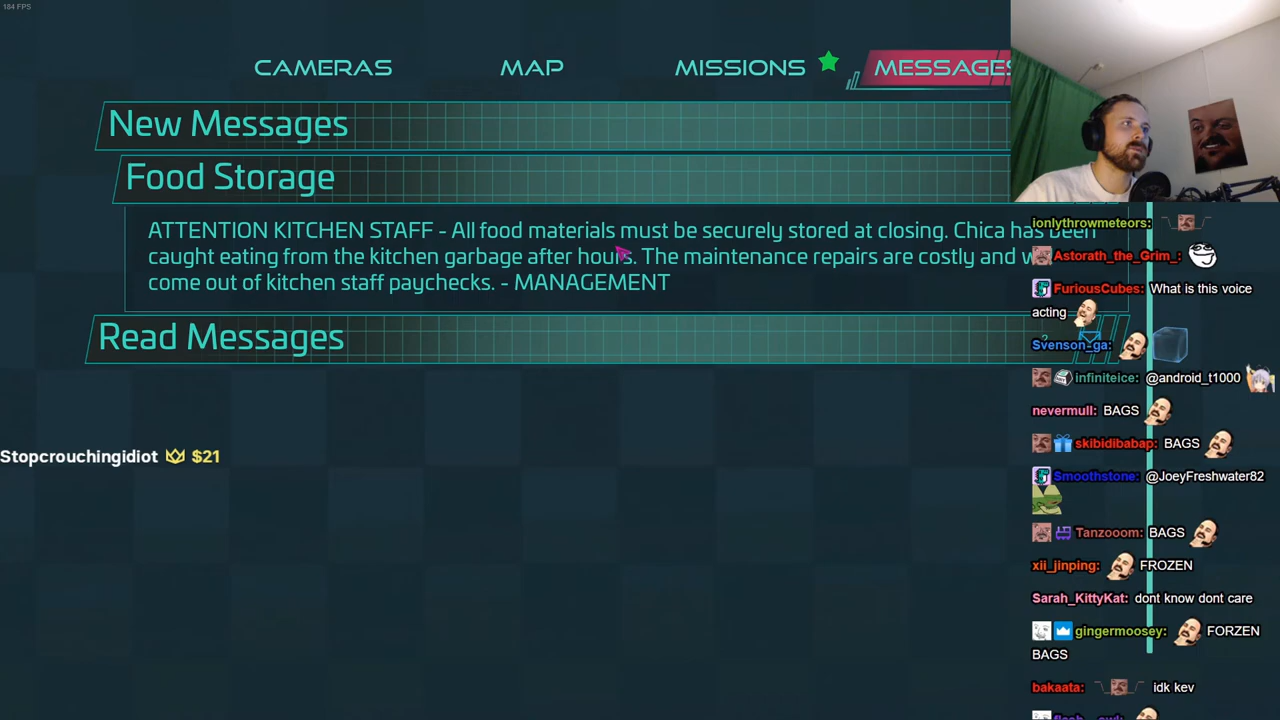 184 FPS
CAMERAS
MAP
MISSIONS
MESSAGES
New Messages
Food Storage
ATTENTION KITCHEN STAFF - All food materials must be securely stored at closing. Chica has been
caught eating from the kitchen garbage after hours. The maintenance repairs are costly and
come out of kitchen staff paychecks. - MANAGEMENT
Read Messages
Stopcrouchingidiot $21
ionlythrowmeteors:
Astorath_the_Grim_:
FuriousCubes: What is this voice
acting
Svenson_ga:
infiniteice: @android_t1000
nevermull: BAGS
skibidibabap: BAGS
Smoothstone: @JoeyFreshwater82
Tanzooom: BAGS
xii_jinping: FROZEN
Sarah_KittyKat: dont know dont care
gingermoosey: FORZEN
BAGS
bakaata: idk kev